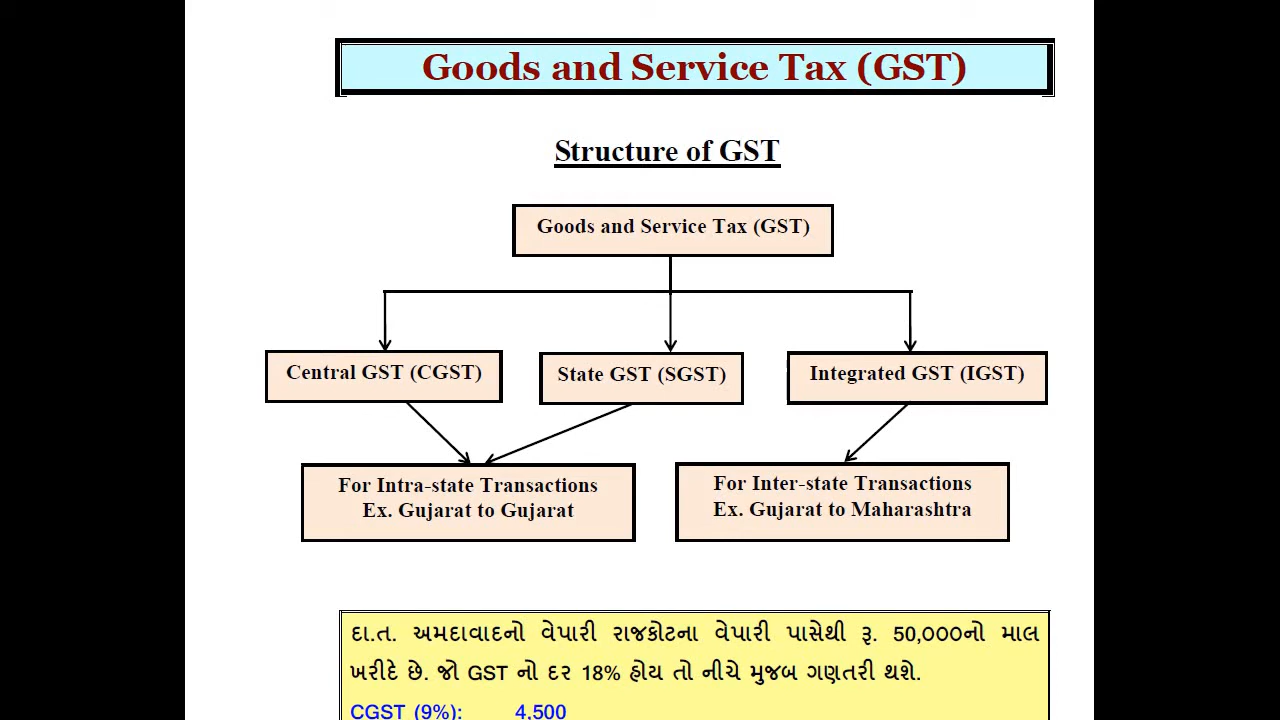 Goods and Service Tax (GST)
Structure of GST
Goods and Service Tax (GST)
Central GST (CGST)
State GST (SGST)
Integrated GST (IGST)
For Intra-state Transactions
Ex. Gujarat to Gujarat
For Inter-state Transactions
Ex. Gujarat to Maharashtra
દા.ત. અમદાવાદનો વેપારી રાજકોટના વેપારી પાસેથી રૂ. 50,000નો માલ
ખરીદે છે. જો GST નો દર 18% હોય તો નીચે મુજબ ગણતરી થશે.
CGST (9%): 4,500